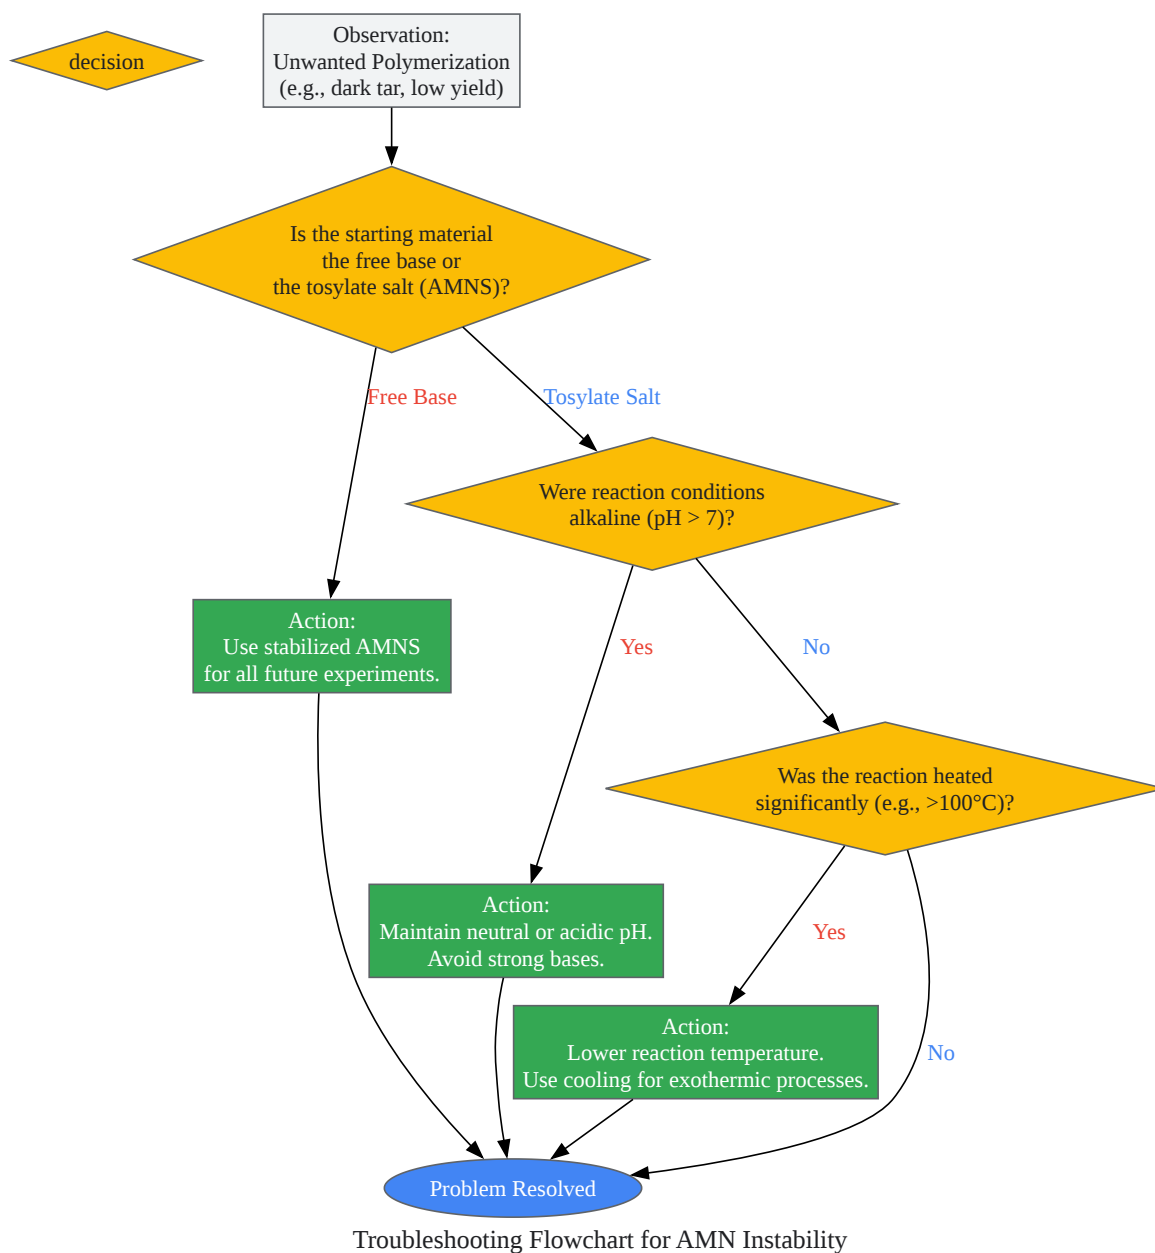 decision
Observation:
Unwanted Polymerization
(e.g., dark tar, low yield)
Is the starting material
the free base or
the tosylate salt (AMNS)?
Free Base
Tosylate Salt
Were reaction conditions
alkaline (pH > 7)?
Action:
Use stabilized AMNS
for all future experiments.
Yes
No
Was the reaction heated
significantly (e.g., >100°C)?
Action:
Maintain neutral or acidic pH.
Avoid strong bases.
Yes
Action:
Lower reaction temperature.
Use cooling for exothermic processes.
No
Problem Resolved
Troubleshooting Flowchart for AMN Instability